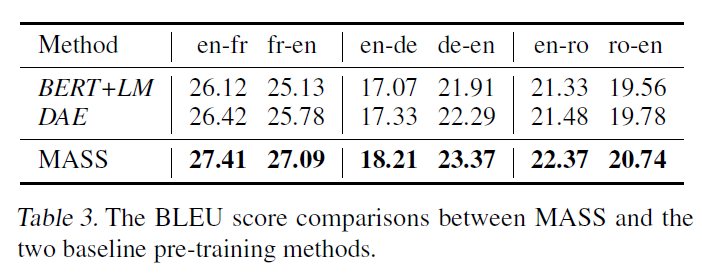 Method en-fr fr-en en-de de-en en-ro ro-en
BERT+LM 26.12 25.13 17.07 21.91 21.33 19.56
DAE 26.42 25.78 17.33 22.29 21.48 19.78
MASS 27.41 27.09 18.21 23.37 22.37 20.74
Table 3. The BLEU score comparisons between MASS and the
two baseline pre-training methods.